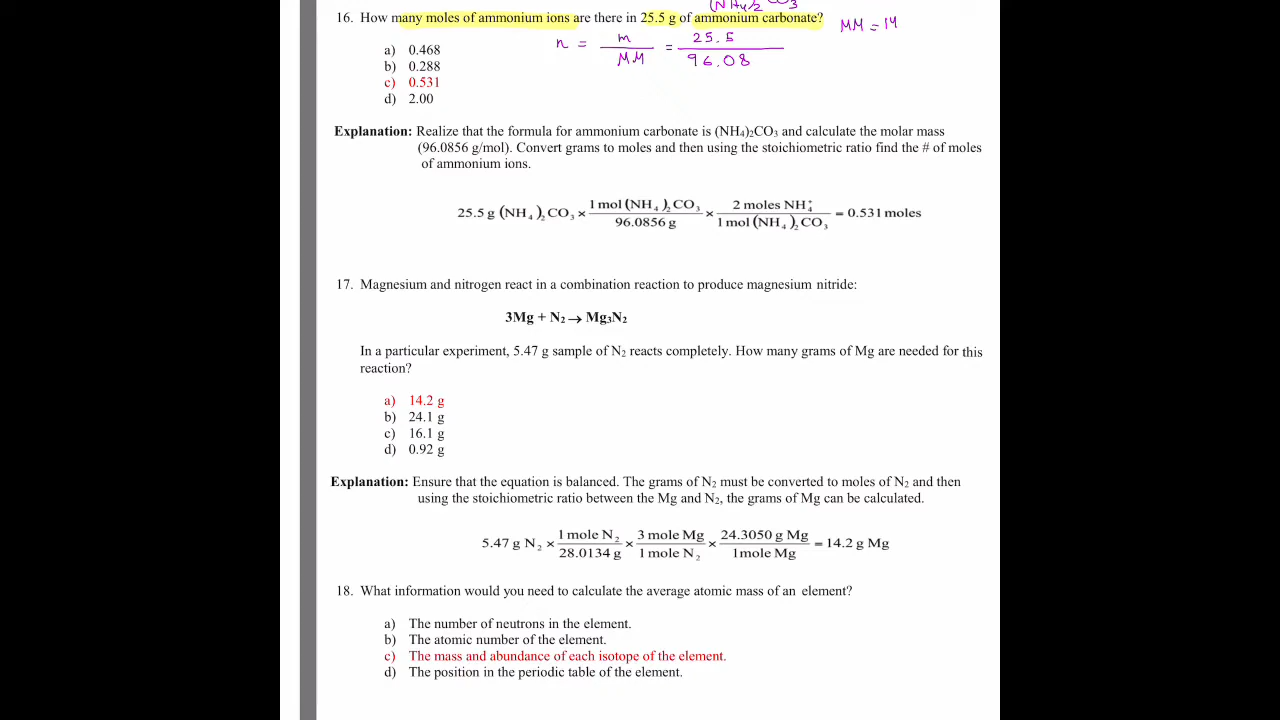 (NH4)2CO3
16. How many moles of ammonium ions are there in 25.5 g of ammonium carbonate?
MM = 14
n = m / MM = 25.5 / 96.08
a) 0.468
b) 0.288
c) 0.531
d) 2.00
Explanation: Realize that the formula for ammonium carbonate is (NH4)2CO3 and calculate the molar mass
(96.0856 g/mol). Convert grams to moles and then using the stoichiometric ratio find the # of moles
of ammonium ions.
25.5 g (NH4)2CO3 × 1 mol (NH4)2CO3 / 96.0856 g × 2 moles NH4+ / 1 mol (NH4)2CO3 = 0.531 moles
17. Magnesium and nitrogen react in a combination reaction to produce magnesium nitride:
3Mg + N2 → Mg3N2
In a particular experiment, 5.47 g sample of N2 reacts completely. How many grams of Mg are needed for this
reaction?
a) 14.2 g
b) 24.1 g
c) 16.1 g
d) 0.92 g
Explanation: Ensure that the equation is balanced. The grams of N2 must be converted to moles of N2 and then
using the stoichiometric ratio between the Mg and N2, the grams of Mg can be calculated.
5.47 g N2 × 1 mole N2 / 28.0134 g × 3 mole Mg / 1 mole N2 × 24.3050 g Mg / 1mole Mg = 14.2 g Mg
18. What information would you need to calculate the average atomic mass of an element?
a) The number of neutrons in the element.
b) The atomic number of the element.
c) The mass and abundance of each isotope of the element.
d) The position in the periodic table of the element.